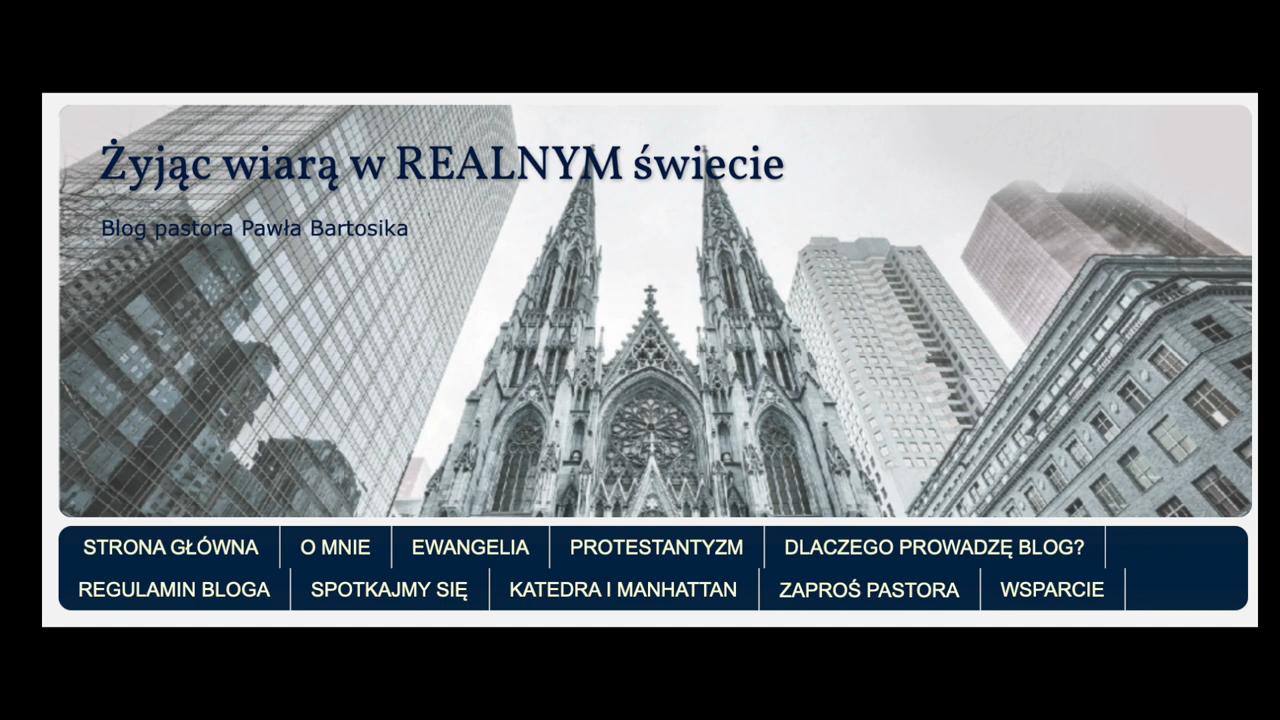 Żyjąc wiarą w REALNYM świecie
Blog pastora Pawła Bartosika
STRONA GŁÓWNA O MNIE EWANGELIA PROTESTANTYZM DLACZEGO PROWADZĘ BLOG?
REGULAMIN BLOGA SPOTKAJMY SIĘ KATEDRA I MANHATTAN ZAPROŚ PASTORA WSPARCIE